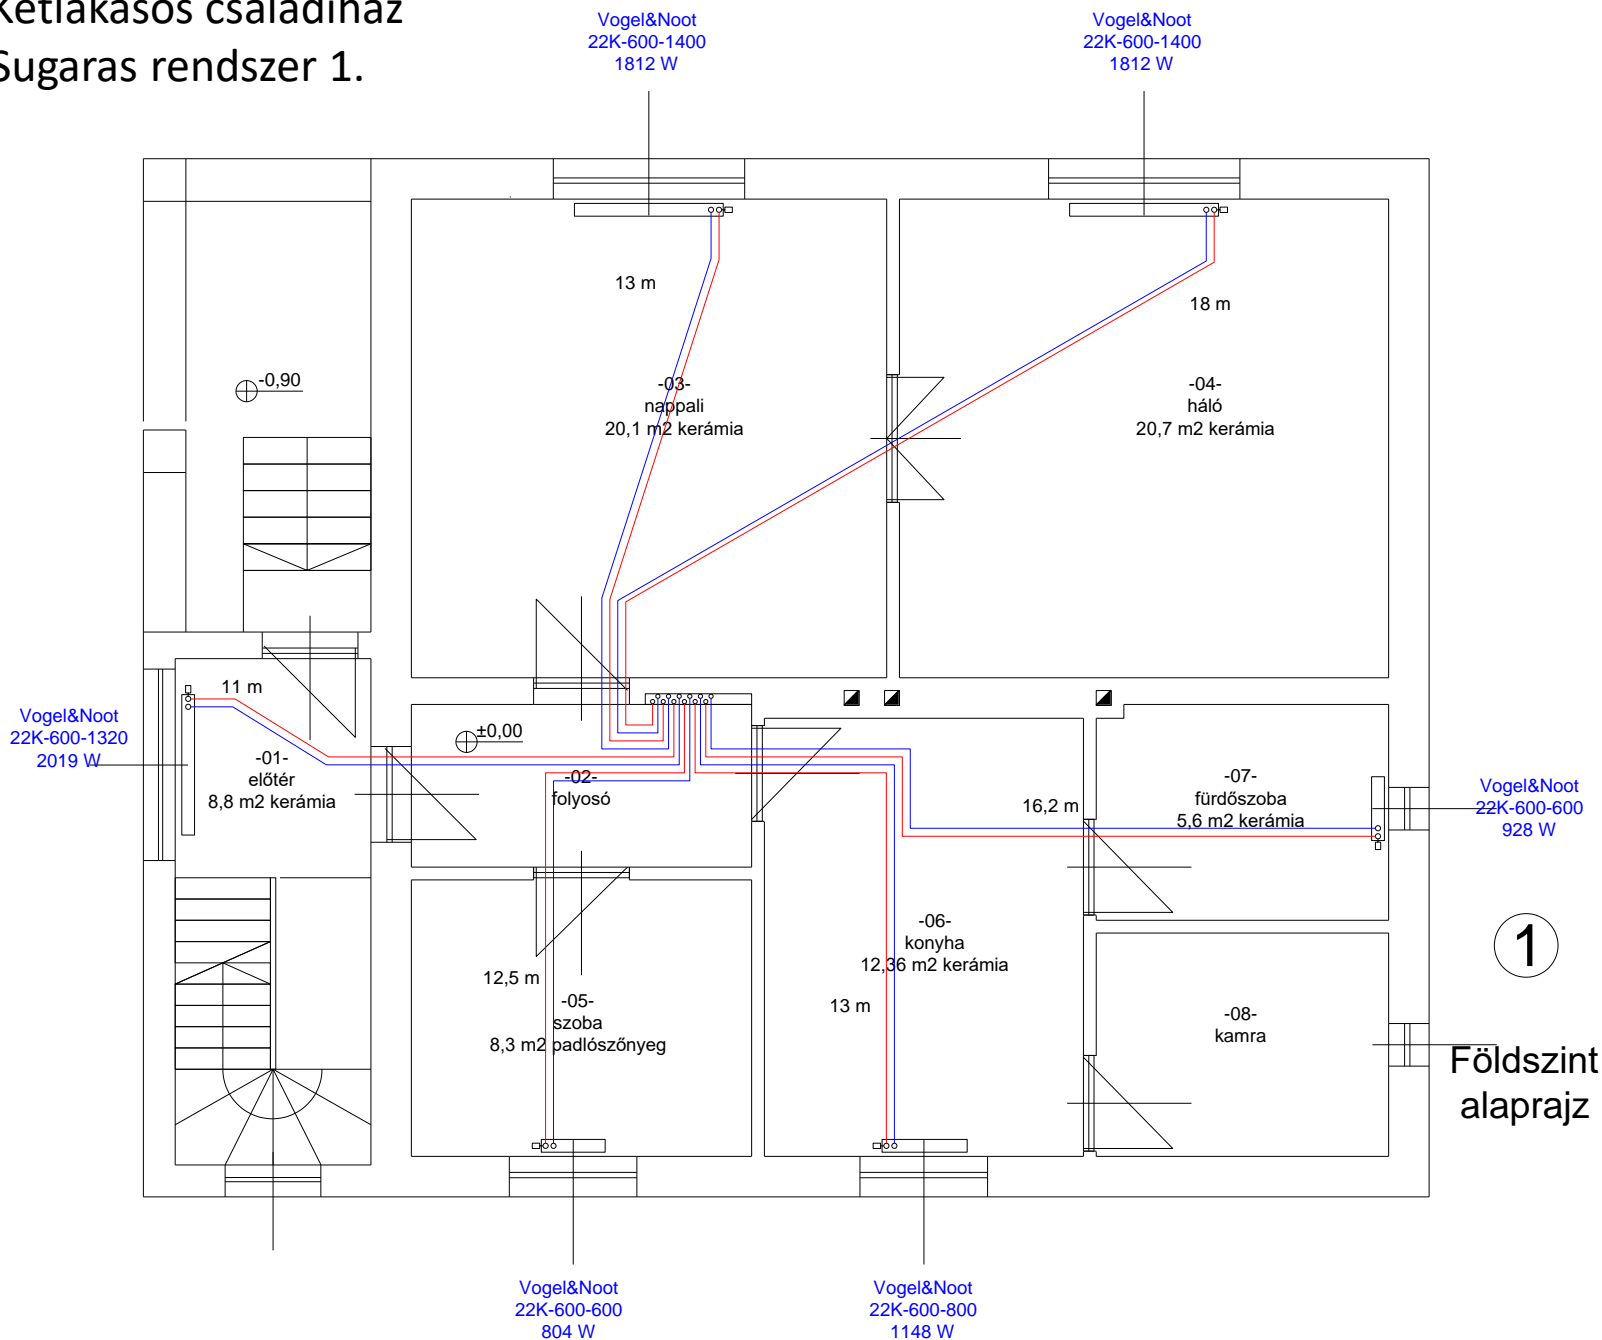 Kétlakásos családiház
Sugaras rendszer 1.
Vogel&Noot
22K-600-1400
1812 W
Vogel&Noot
22K-600-1400
1812 W
13 m
18 m
-0,90
-03-
nappali
20,1 m2 kerámia
-04-
háló
20,7 m2 kerámia
11 m
Vogel&Noot
22K-600-1320
2019 W
±0,00
-01-
előtér
8,8 m2 kerámia
-02-
folyosó
16,2 m
-07-
fürdőszoba
5,6 m2 kerámia
Vogel&Noot
22K-600-600
928 W
-06-
konyha
12,36 m2 kerámia
12,5 m
-05-
szoba
8,3 m2 padlószőnyeg
13 m
-08-
kamra
1
Földszint
alaprajz
Vogel&Noot
22K-600-600
804 W
Vogel&Noot
22K-600-800
1148 W